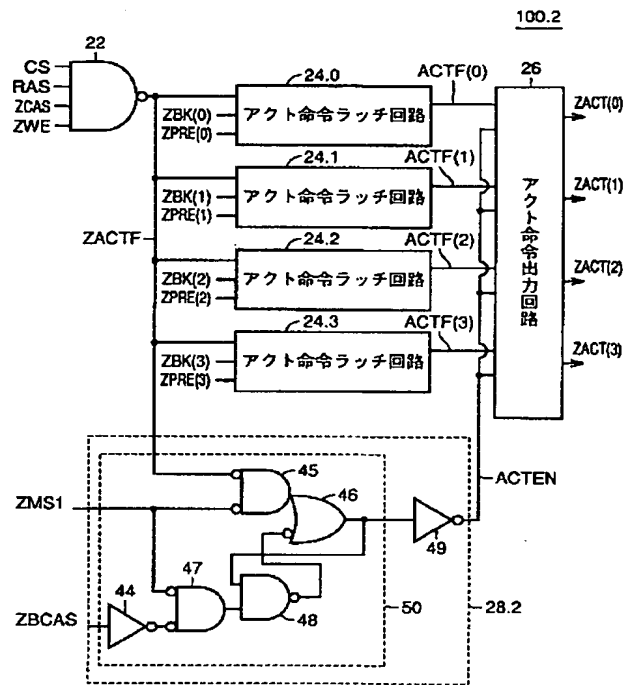 100.2
22
CS
RAS
ZCAS
ZWE
24.0
ACTF(0)
26
ZBK(0)
ZPRE(0)
アクト命令ラッチ回路
ZACT(0)
24.1
ACTF(1)
ZBK(1)
ZPRE(1)
アクト命令ラッチ回路
ZACT(1)
ZACTF
24.2
ACTF(2)
ZBK(2)
ZPRE(2)
アクト命令ラッチ回路
ZACT(2)
24.3
ACTF(3)
ZBK(3)
ZPRE(3)
アクト命令ラッチ回路
ZACT(3)
アクト命令出力回路
45
46
ACTEN
ZMS1
47
49
44
48
ZBCAS
50
28.2